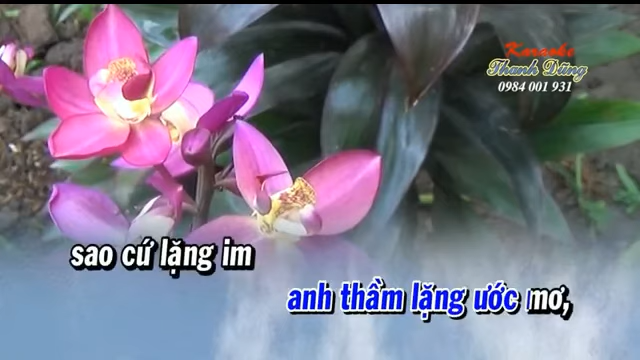 Karaoke
Thanh Dũng
0984 001 931
sao cứ lặng im
anh thầm lặng ước mơ,